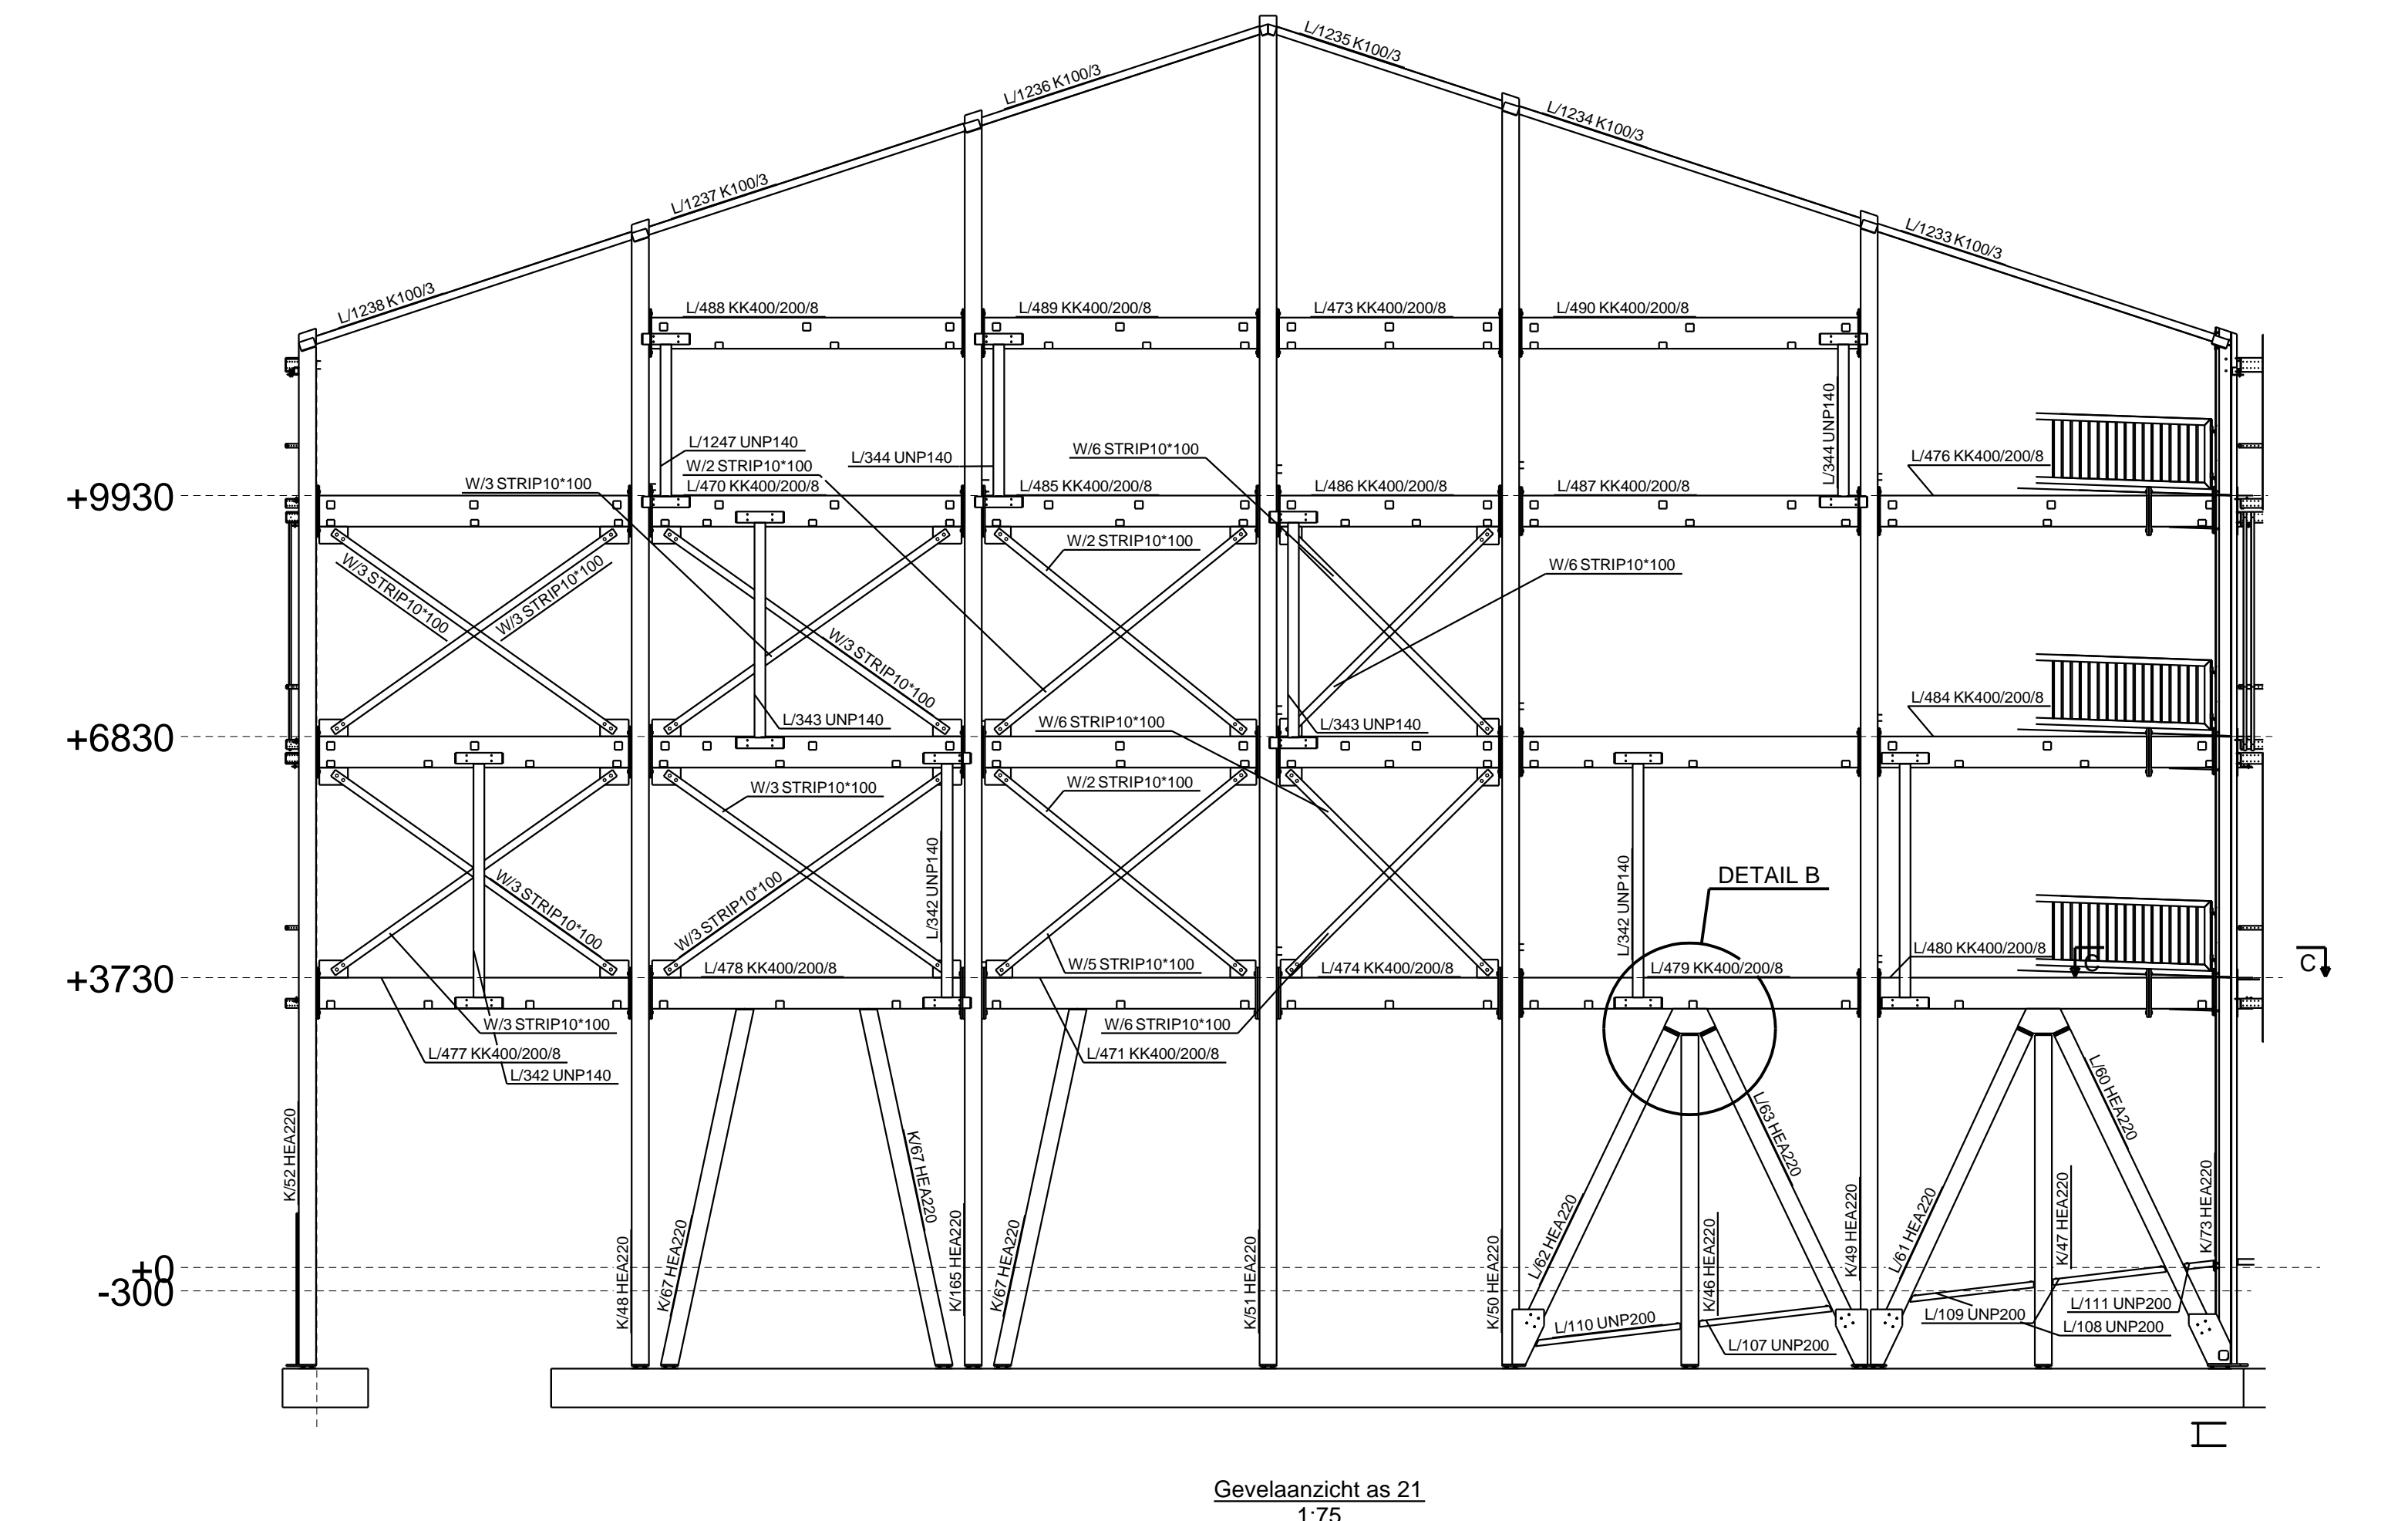 L/1235 K100/3
L/1236 K100/3
L/1234 K100/3
L/1237 K100/3
L/1233 K100/3
L/1238 K100/3
L/488 KK400/200/8
L/489 KK400/200/8
L/473 KK400/200/8
L/490 KK400/200/8
L/344 UNP140
L/1247 UNP140
W/6 STRIP10*100
L/344 UNP140
L/476 KK400/200/8
W/2 STRIP10*100
W/3 STRIP10*100
L/470 KK400/200/8
L/485 KK400/200/8
L/486 KK400/200/8
L/487 KK400/200/8
+9930
W/2 STRIP10*100
W/6 STRIP10*100
W/3 STRIP10*100
W/3 STRIP10*100
W/3 STRIP10*100
L/484 KK400/200/8
L/343 UNP140
W/6 STRIP10*100
L/343 UNP140
+6830
W/3 STRIP10*100
W/2 STRIP10*100
L/342 UNP140
L/342 UNP140
DETAIL B
W/3 STRIP10*100
W/3 STRIP10*100
L/480 KK400/200/8
C
C
L/478 KK400/200/8
W/5 STRIP10*100
L/474 KK400/200/8
L/479 KK400/200/8
+3730
W/3 STRIP10*100
W/6 STRIP10*100
L/477 KK400/200/8
L/471 KK400/200/8
L/342 UNP140
L/60 HEA220
L/63 HEA220
K/52 HEA220
K/67 HEA220
K/48 HEA220
K/67 HEA220
K/165 HEA220
K/67 HEA220
K/51 HEA220
K/50 HEA220
L/62 HEA220
K/46 HEA220
K/49 HEA220
L/61 HEA220
K/47 HEA220
K/73 HEA220
+0
-300
L/111 UNP200
L/109 UNP200
L/108 UNP200
L/110 UNP200
L/107 UNP200
Gevelaanzicht as 21
1:75